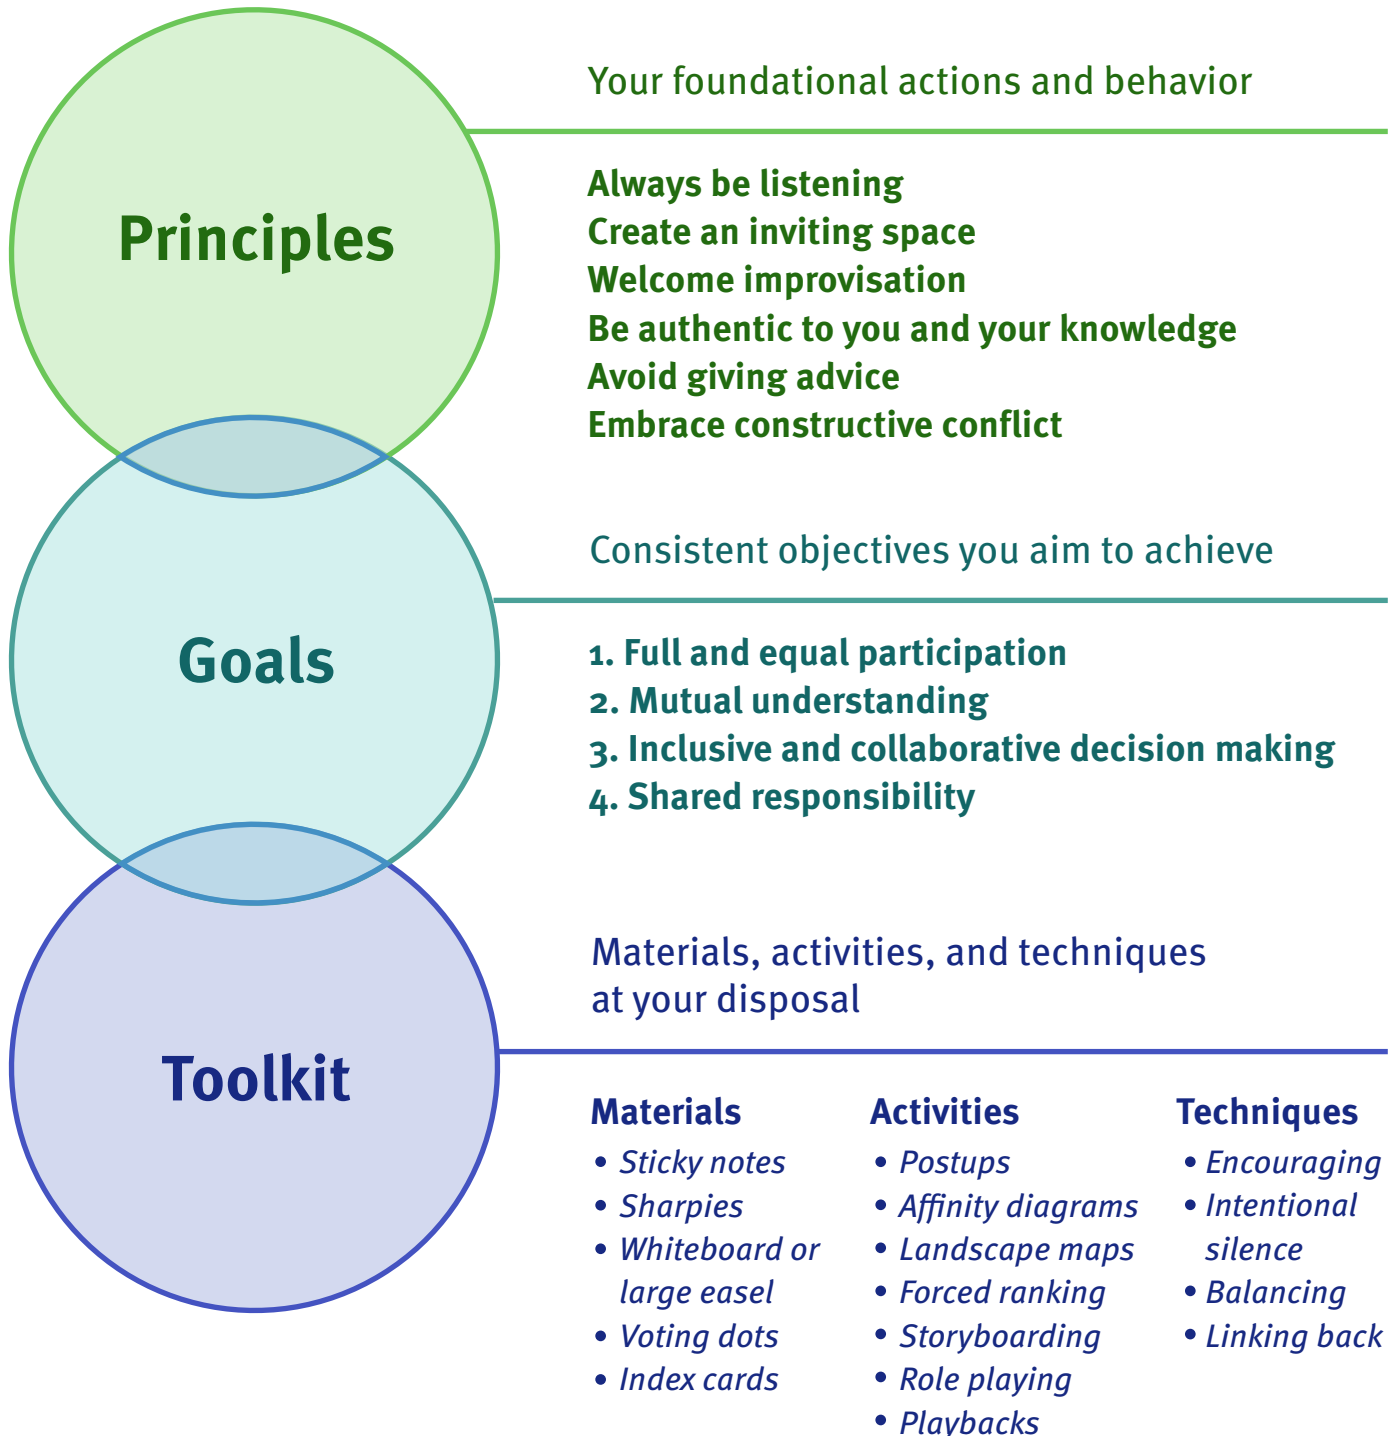 Principles
Your foundational actions and behavior
Always be listening
Create an inviting space
Welcome improvisation
Be authentic to you and your knowledge
Avoid giving advice
Embrace constructive conflict
Goals
Consistent objectives you aim to achieve
1. Full and equal participation
2. Mutual understanding
3. Inclusive and collaborative decision making
4. Shared responsibility
Toolkit
Materials, activities, and techniques
at your disposal
Materials
• Sticky notes
• Sharpies
• Whiteboard or
large easel
• Voting dots
• Index cards
Activities
• Postups
• Affinity diagrams
• Landscape maps
• Forced ranking
• Storyboarding
• Role playing
• Playbacks
Techniques
• Encouraging
• Intentional
silence
• Balancing
• Linking back